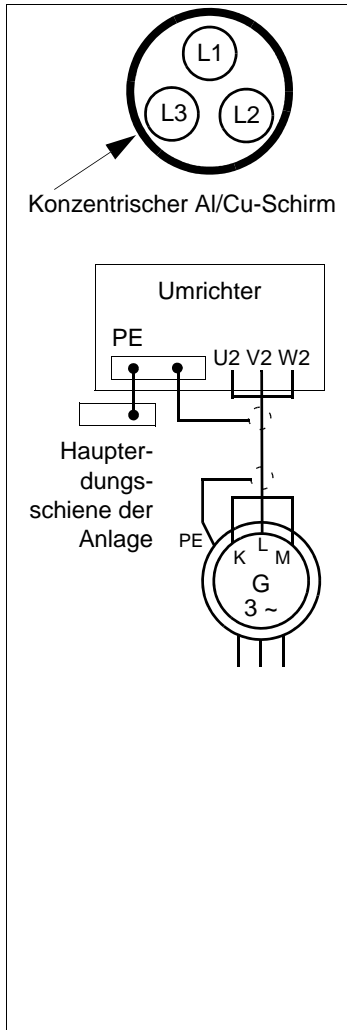 L1
L3 L2
Konzentrischer Al/Cu-Schirm
Umrichter
PE
U2 V2 W2
Haupter-
dungs-
schiene der
Anlage
PE
K L M
G
3 ~